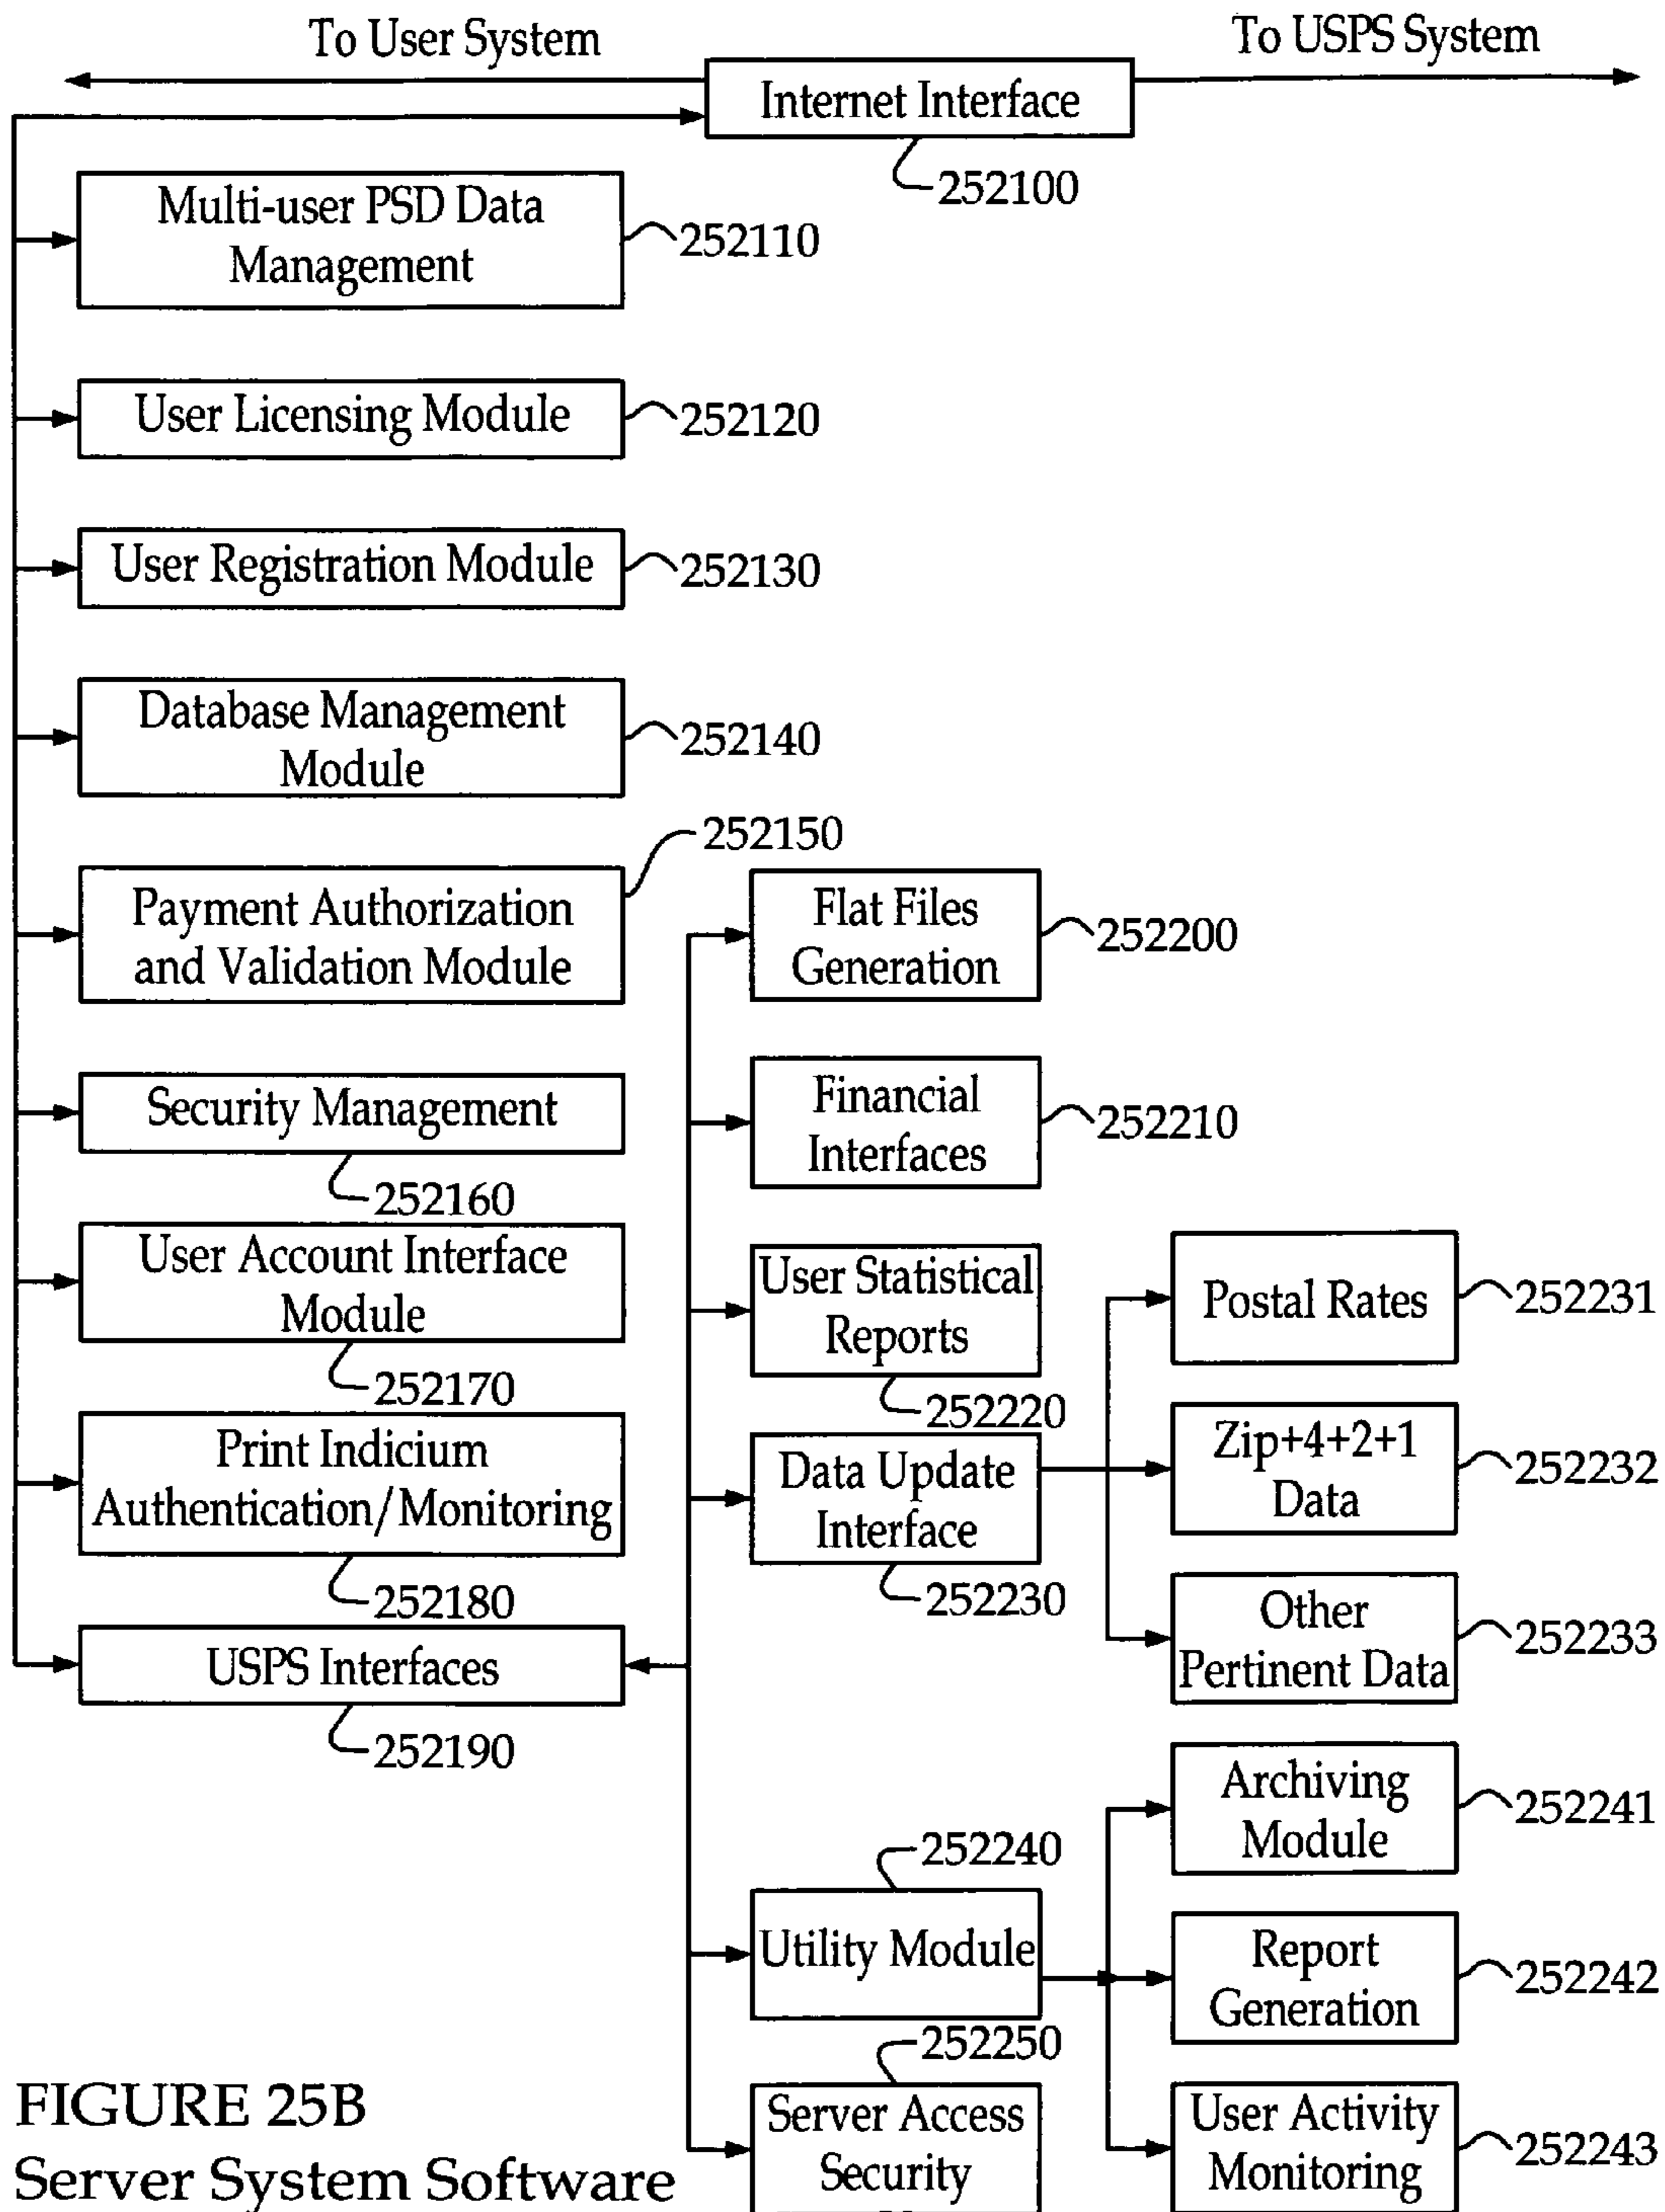 To User System
To USPS System
Internet Interface
252100
Multi-user PSD Data
Management
252110
User Licensing Module
252120
User Registration Module
252130
Database Management
Module
252140
252150
Payment Authorization
and Validation Module
Security Management
252160
User Account Interface
Module
252170
Print Indicium
Authentication/Monitoring
252180
USPS Interfaces
252190
Flat Files
Generation
252200
Financial
Interfaces
252210
User Statistical
Reports
252220
Data Update
Interface
252230
Postal Rates
252231
Zip+4+2+1
Data
252232
Other
Pertinent Data
252233
252240
Utility Module
Archiving
Module
252241
Report
Generation
252242
User Activity
Monitoring
252243
252250
Server Access
Security
FIGURE 25B
Server System Software